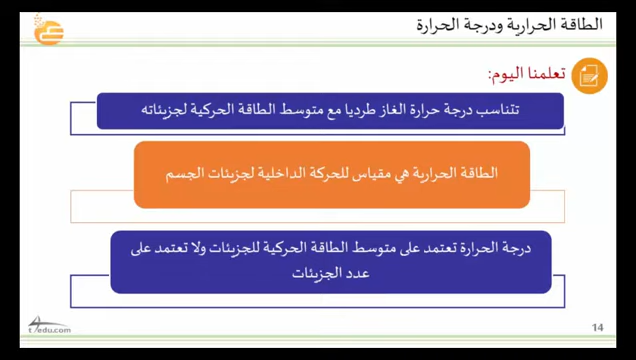 الطاقة الحرارية ودرجة الحرارة
تعلمنا اليوم:
تتناسب درجة حرارة الغاز طرديا مع متوسط الطاقة الحركية لجزيئاته
الطاقة الحرارية هي مقياس للحركة الداخلية لجزيئات الجسم
درجة الحرارة تعتمد على متوسط الطاقة الحركية للجزيئات ولا تعتمد على
عدد الجزيئات
t4edu.com
14